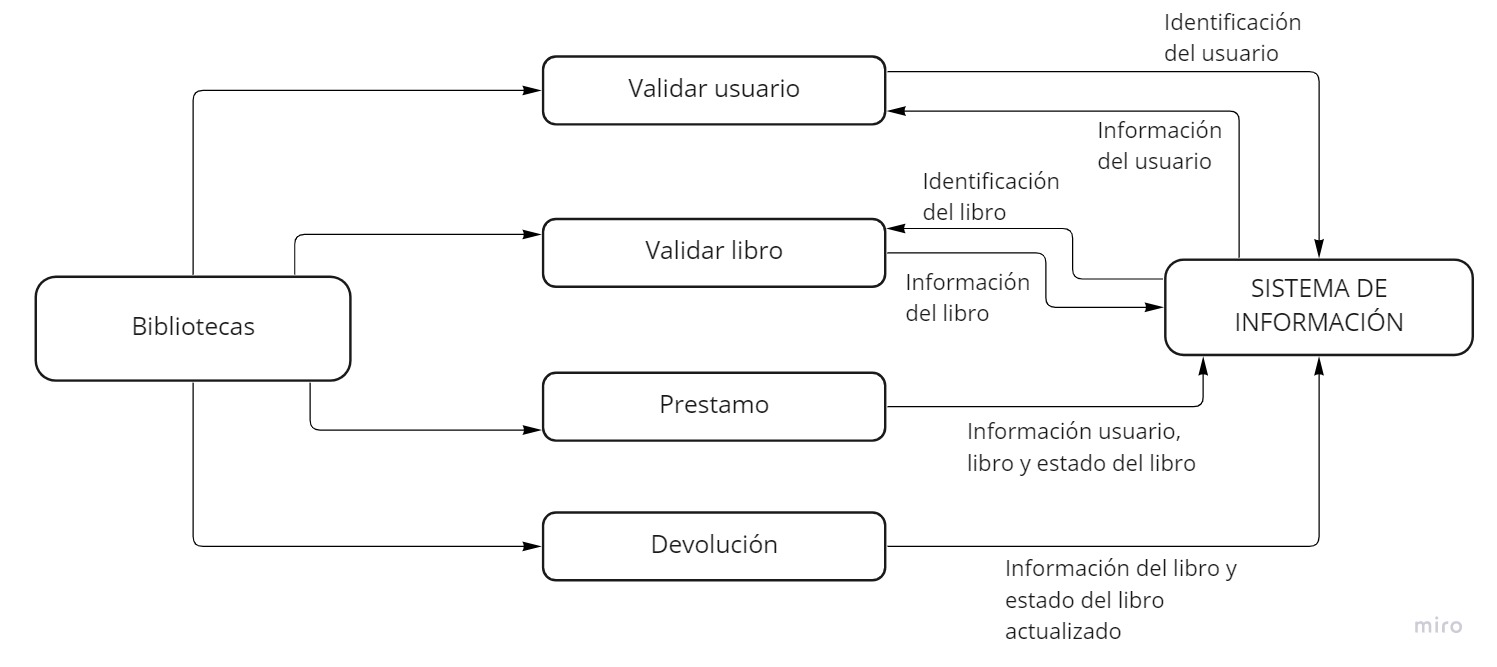 Identificación
del usuario
Validar usuario
Información
del usuario
Identificación
del libro
Validar libro
Información
del libro
SISTEMA DE
INFORMACIÓN
Bibliotecas
Prestamo
Información usuario,
libro y estado del libro
Devolución
Información del libro y
estado del libro
actualizado
miro